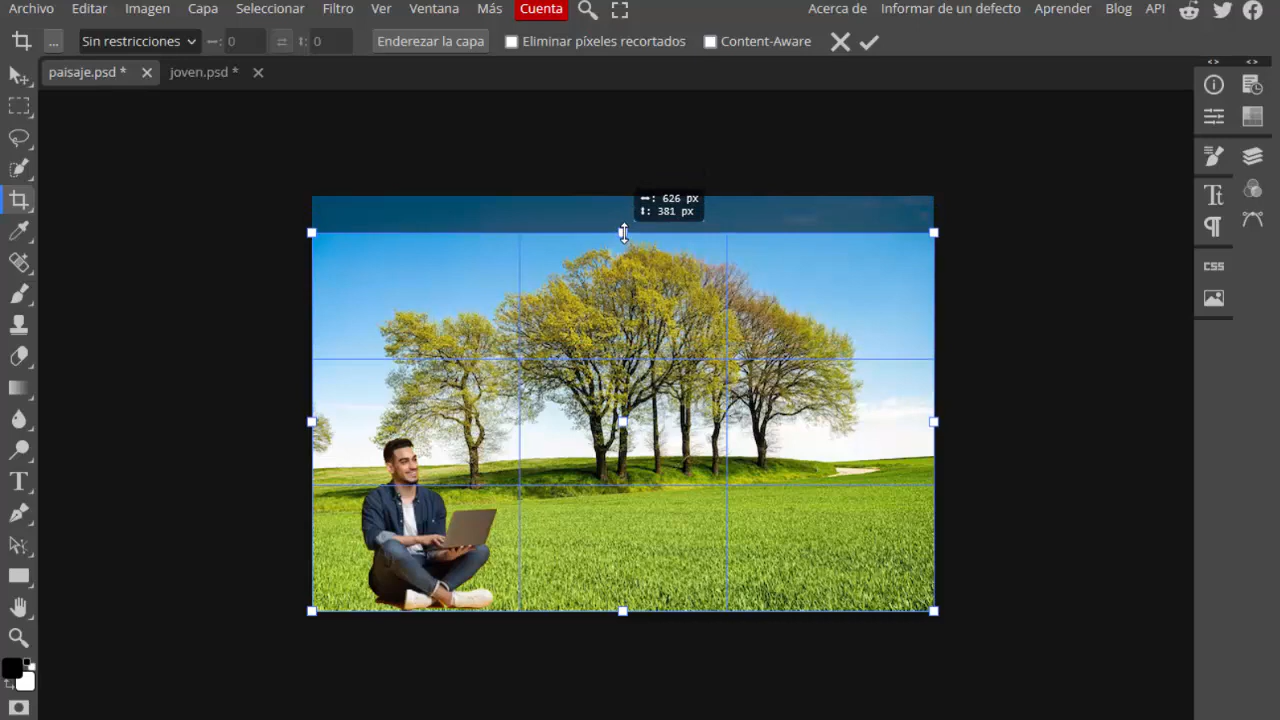 Archivo Editar Imagen Capa Seleccionar Filtro Ver Ventana Más Cuenta Acerca de Informar de un defecto Aprender Blog API
... Sin restricciones ↔: 0 ↕: 0 Enderezar la capa Eliminar píxeles recortados Content-Aware
paisaje.psd * joven.psd *
↔: 626 px
↕: 381 px
CSS